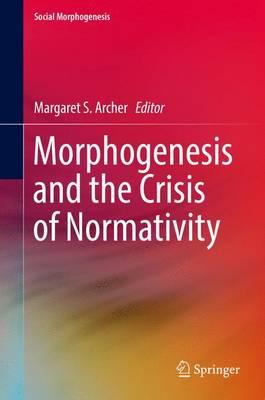 Social Morphogenesis
Margaret S. Archer Editor
Morphogenesis
and the Crisis
of Normativity
Springer